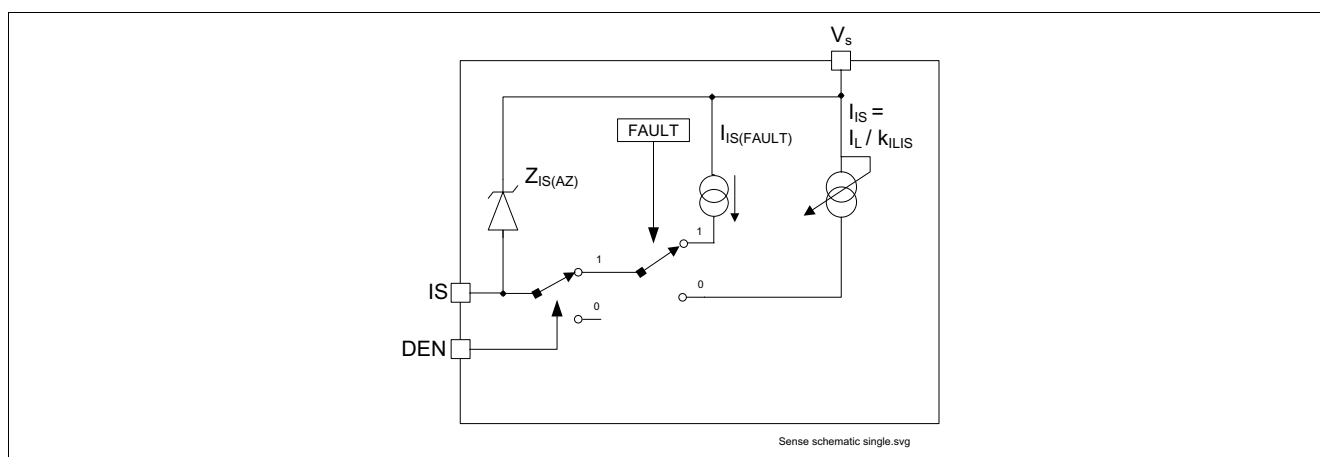 Vs
IIS =
IL / kILIS
FAULT
IIS(FAULT)
ZIS(AZ)
1
1
0
0
IS
DEN
Sense schematic single.svg